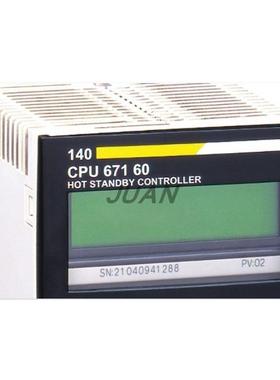 140
CPU 671 60
HOT STANDBY CONTROLLER
JUAN
SN:21040941288 PV:02